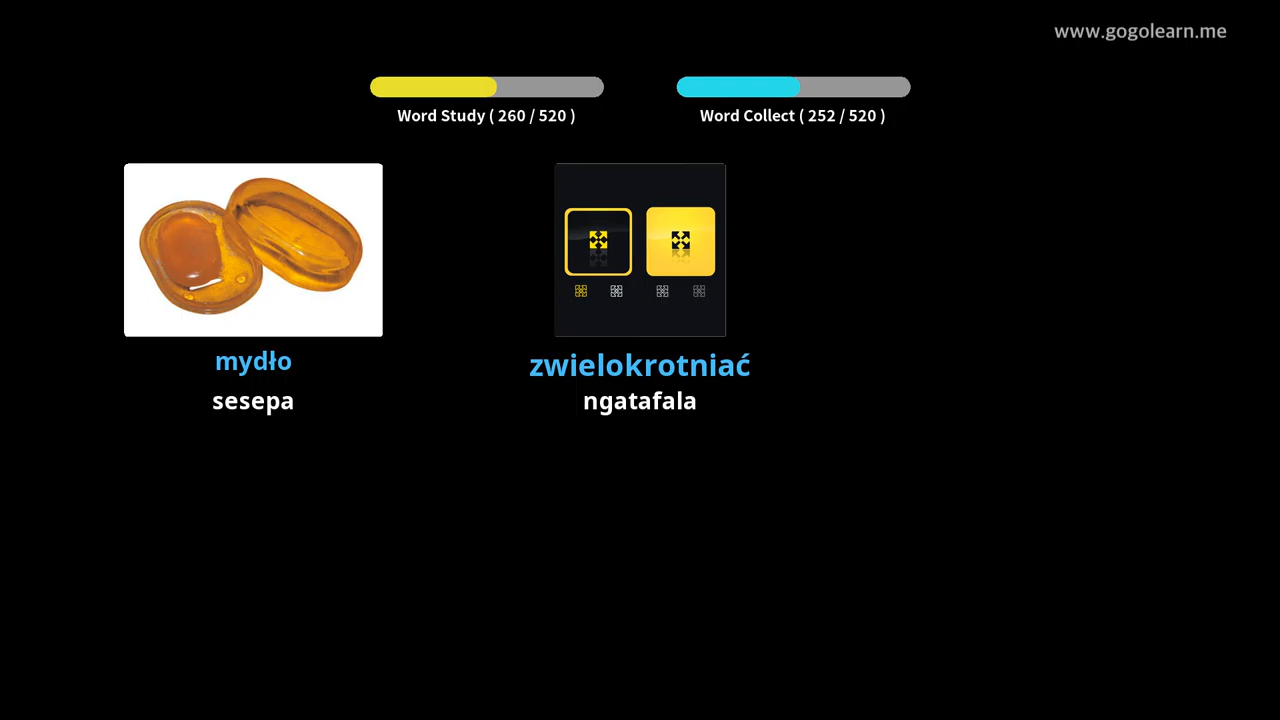 www.gogolearn.me
Word Study ( 260 / 520 )
Word Collect ( 252 / 520 )
mydło
sesepa
zwielokrotniać
ngatafala